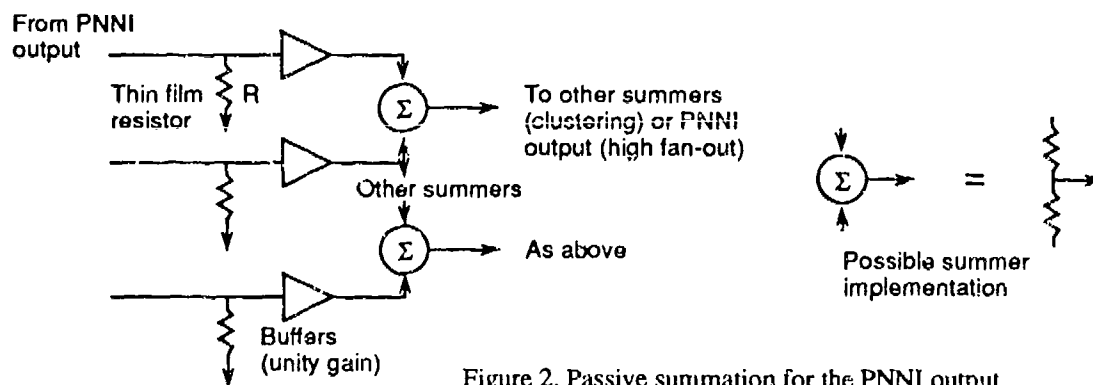 From PNNI
output
Thin film
resistor
R
Σ
To other summers
(clustering) or PNNI
output (high fan-out)
Other summers
Σ
As above
Buffers
(unity gain)
Σ
=
Possible summer
implementation
Figure 2. Passive summation for the PNNI output